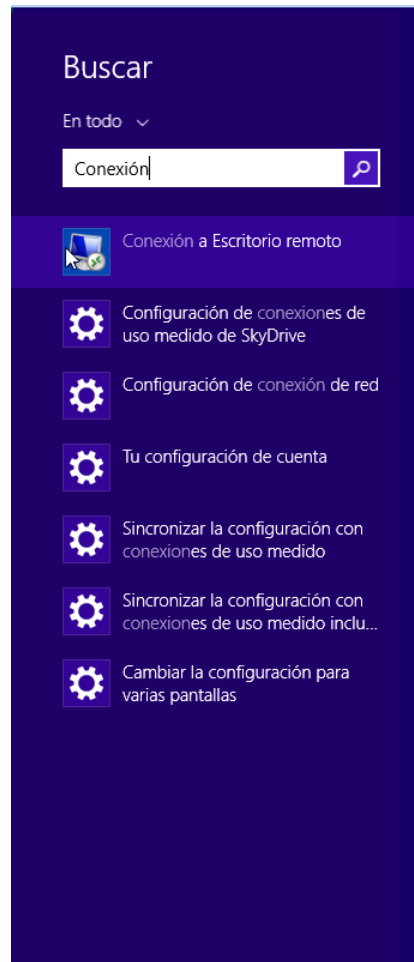 Buscar
En todo
Conexión
Conexión a Escritorio remoto
Configuración de conexiones de
uso medido de SkyDrive
Configuración de conexión de red
Tu configuración de cuenta
Sincronizar la configuración con
conexiones de uso medido
Sincronizar la configuración con
conexiones de uso medido inclu...
Cambiar la configuración para
varias pantallas